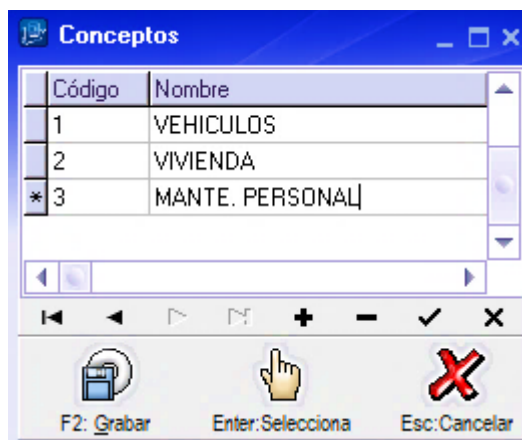 Conceptos
Código Nombre
1 VEHICULOS
2 VIVIENDA
* 3 MANTE. PERSONAL
F2: Grabar Enter:Selecciona Esc:Cancelar